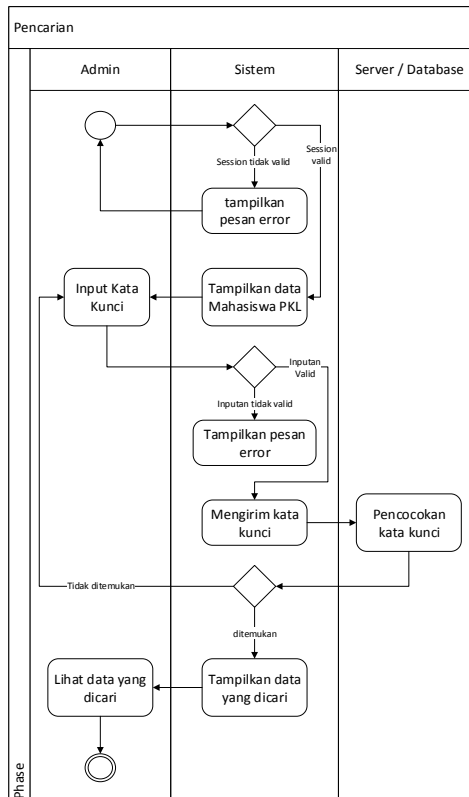 Pencarian
Admin
Sistem
Server / Database
Session tidak valid
Session
valid
tampilkan
pesan error
Input Kata
Kunci
Tampilkan data
Mahasiswa PKL
Inputan
Valid
Inputan tidak valid
Tampilkan pesan
error
Mengirim kata
kunci
Pencocokan
kata kunci
Tidak ditemukan
ditemukan
Lihat data yang
dicari
Tampilkan data
yang dicari
Phase